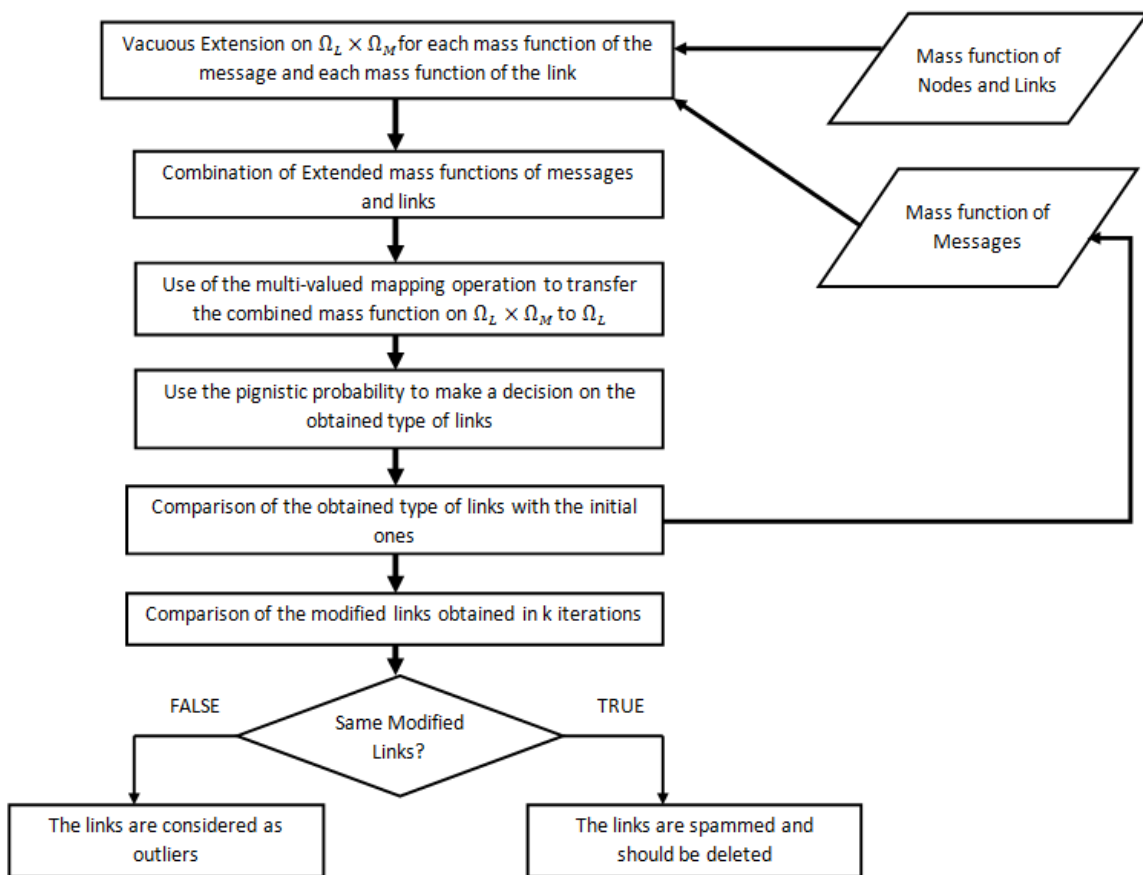 Vacuous Extension on Ω_L × Ω_M for each mass function of the
message and each mass function of the link
Mass function of
Nodes and Links
Combination of Extended mass functions of messages
and links
Mass function of
Messages
Use of the multi-valued mapping operation to transfer
the combined mass function on Ω_L × Ω_M to Ω_L
Use the pignistic probability to make a decision on the
obtained type of links
Comparison of the obtained type of links with the initial
ones
Comparison of the modified links obtained in k iterations
FALSE
TRUE
Same Modified
Links?
The links are considered as
outliers
The links are spammed and
should be deleted